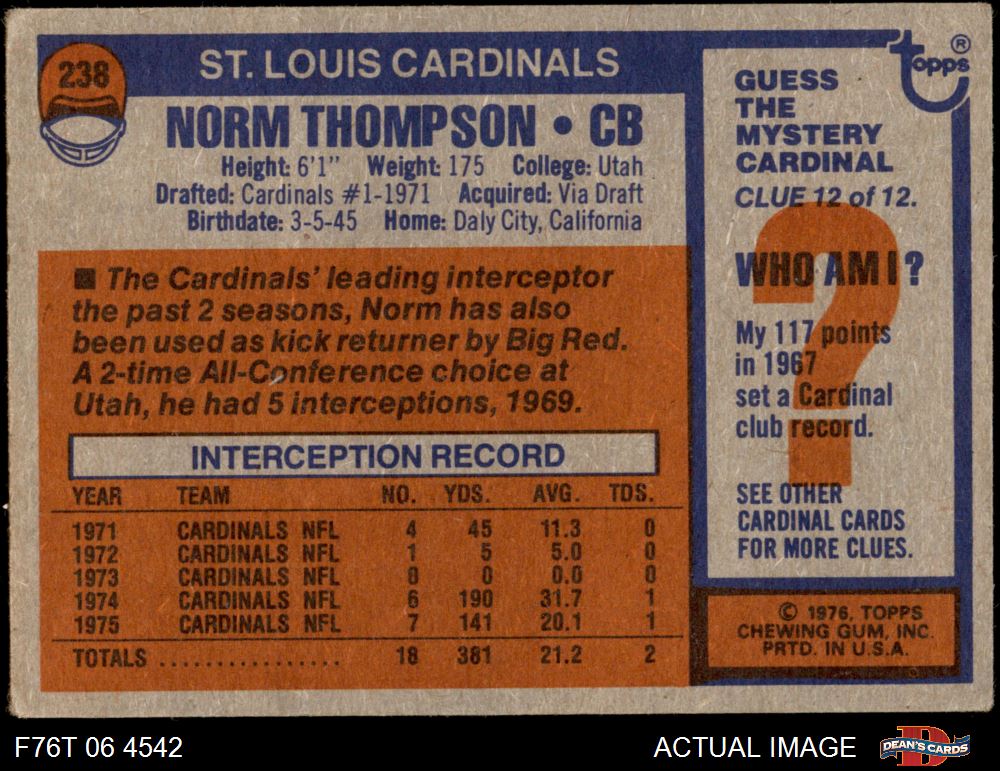 238
ST. LOUIS CARDINALS
NORM THOMPSON • CB
Height: 6'1" Weight: 175 College: Utah
Drafted: Cardinals #1-1971 Acquired: Via Draft
Birthdate: 3-5-45 Home: Daly City, California
■ The Cardinals' leading interceptor
the past 2 seasons, Norm has also
been used as kick returner by Big Red.
A 2-time All-Conference choice at
Utah, he had 5 interceptions, 1969.
INTERCEPTION RECORD
YEAR TEAM NO. YDS. AVG. TDS.
1971 CARDINALS NFL 4 45 11.3 0
1972 CARDINALS NFL 1 5 5.0 0
1973 CARDINALS NFL 0 0 0.0 0
1974 CARDINALS NFL 6 190 31.7 1
1975 CARDINALS NFL 7 141 20.1 1
TOTALS ................. 18 381 21.2 2
Topps ®
GUESS
THE
MYSTERY
CARDINAL
CLUE 12 of 12.
WHO AM I?
?
My 117 points
in 1967
set a Cardinal
club record.
SEE OTHER
CARDINAL CARDS
FOR MORE CLUES.
© 1976, TOPPS
CHEWING GUM, INC.
PRTD. IN U.S.A.
F76T 06 4542
ACTUAL IMAGE
D
DEAN'S CARDS